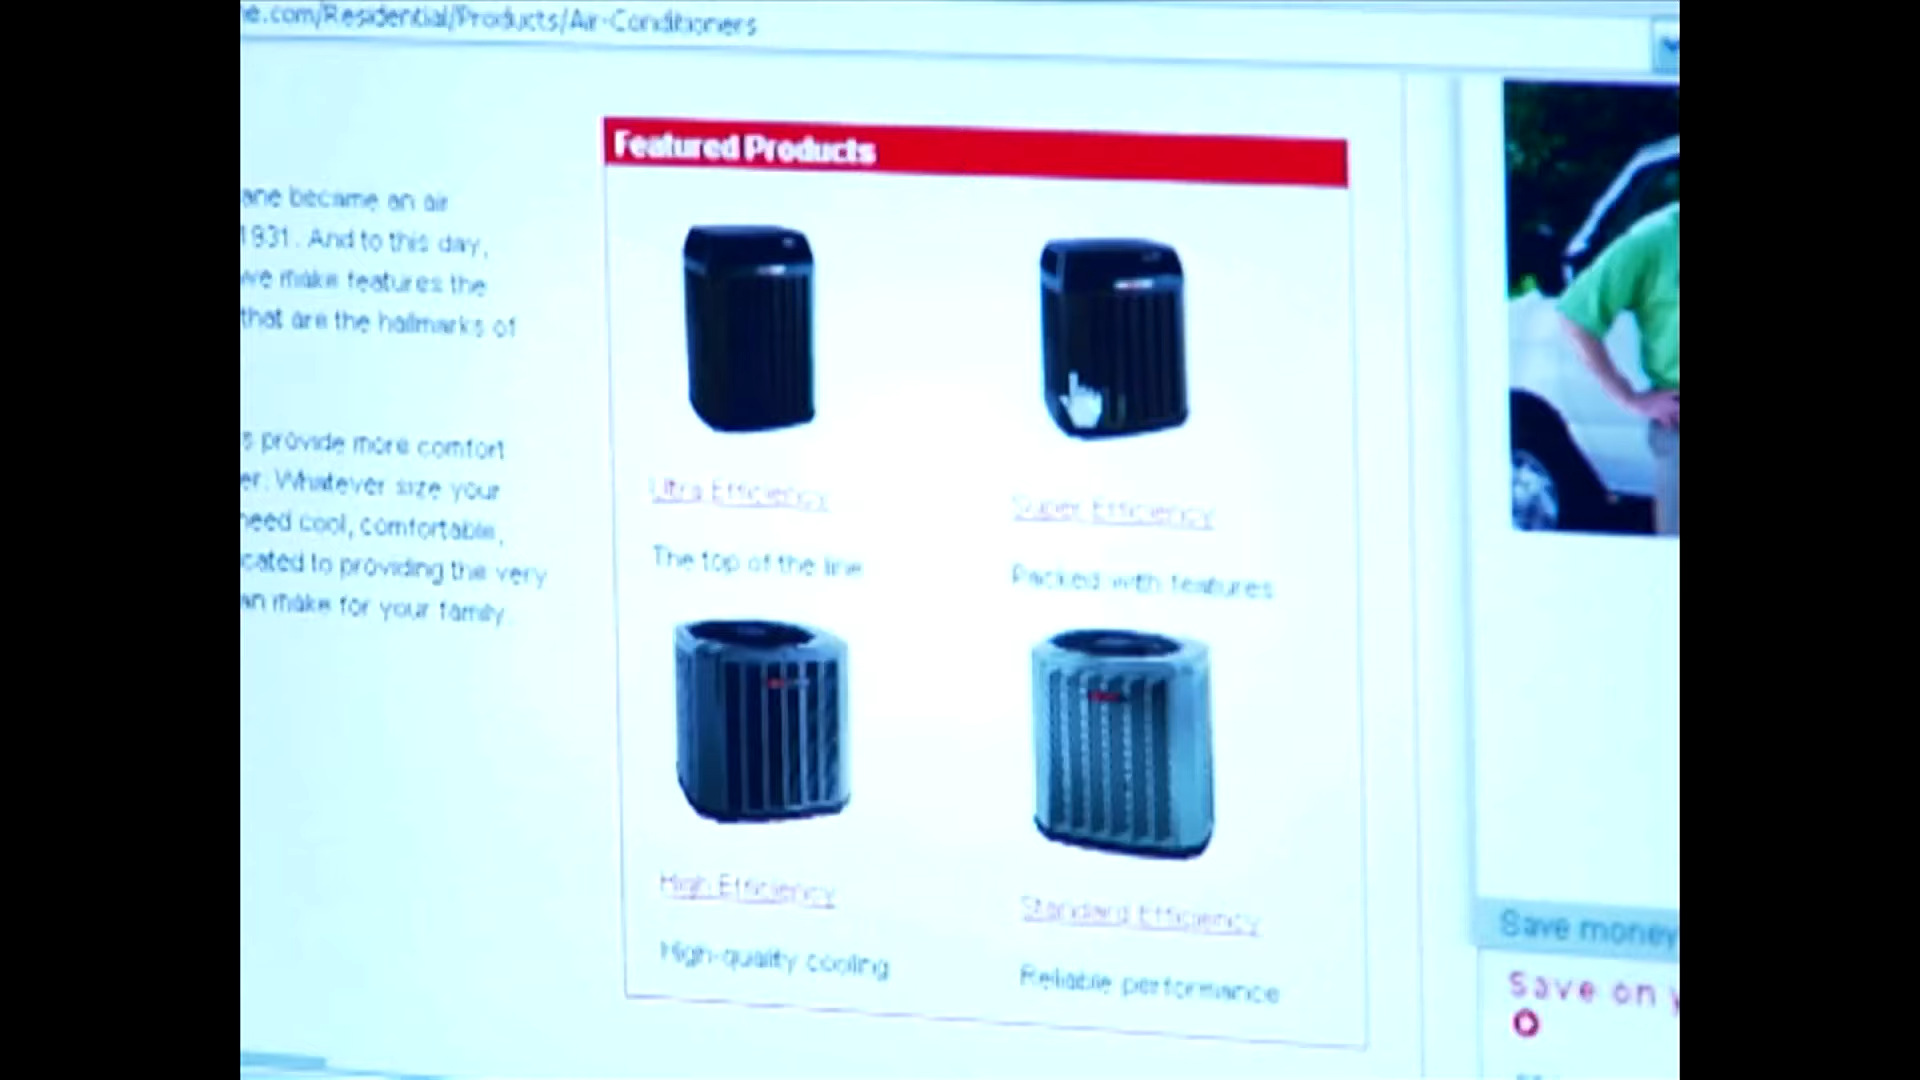 e.com/Residential/Products/Air-Conditioners
ane became an air
1931. And to this day,
we make features the
that are the hallmarks of
s provide more comfort
er. Whatever size your
need cool, comfortable,
cated to providing the very
an make for your family.
Featured Products
Ultra Efficiency
Super Efficiency
The top of the line
Packed with features
High Efficiency
Standard Efficiency
High-quality cooling
Reliable performance
Save money
Save on